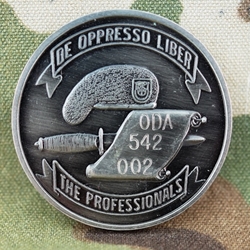 DE OPPRESSO LIBER
ODA
542
002
THE PROFESSIONALS